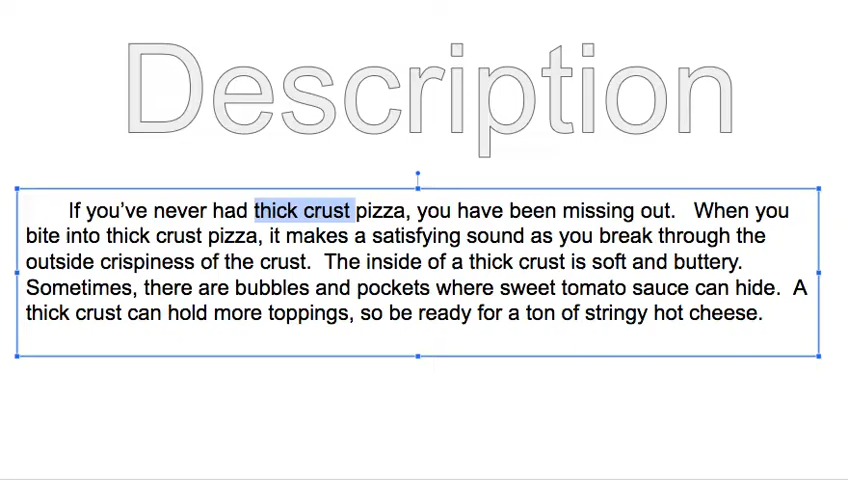 Description
If you’ve never had thick crust pizza, you have been missing out.   When you
bite into thick crust pizza, it makes a satisfying sound as you break through the
outside crispiness of the crust.  The inside of a thick crust is soft and buttery.
Sometimes, there are bubbles and pockets where sweet tomato sauce can hide.  A
thick crust can hold more toppings, so be ready for a ton of stringy hot cheese.